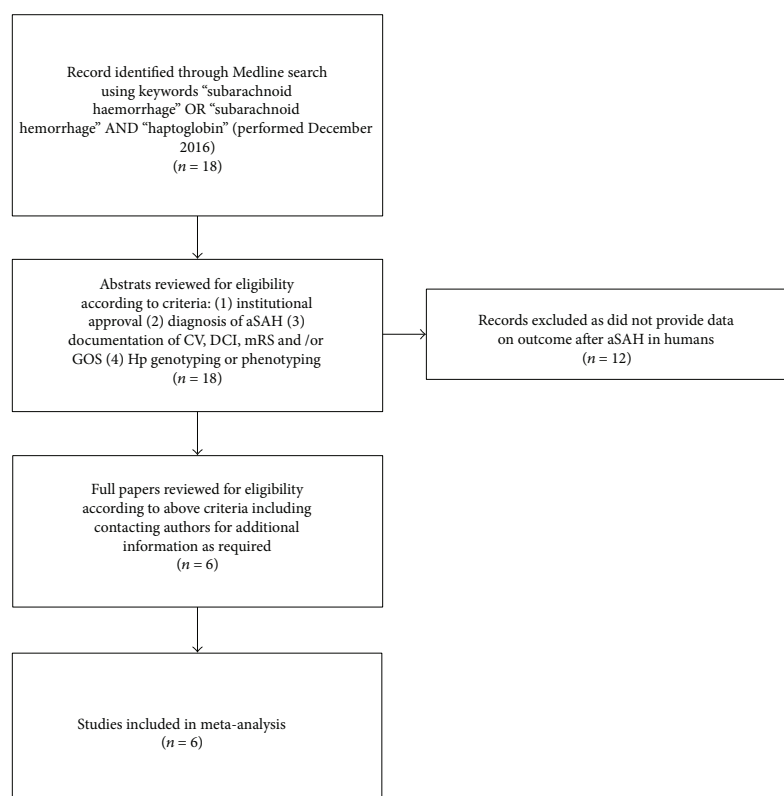 Record identified through Medline search
using keywords “subarachnoid
haemorrhage” OR “subarachnoid
hemorrhage” AND “haptoglobin” (performed December
2016)
(n = 18)
Abstrats reviewed for eligibility
according to criteria: (1) institutional
approval (2) diagnosis of aSAH (3)
documentation of CV, DCI, mRS and /or
GOS (4) Hp genotyping or phenotyping
(n = 18)
Records excluded as did not provide data
on outcome after aSAH in humans
(n = 12)
Full papers reviewed for eligibility
according to above criteria including
contacting authors for additional
information as required
(n = 6)
Studies included in meta-analysis
(n = 6)